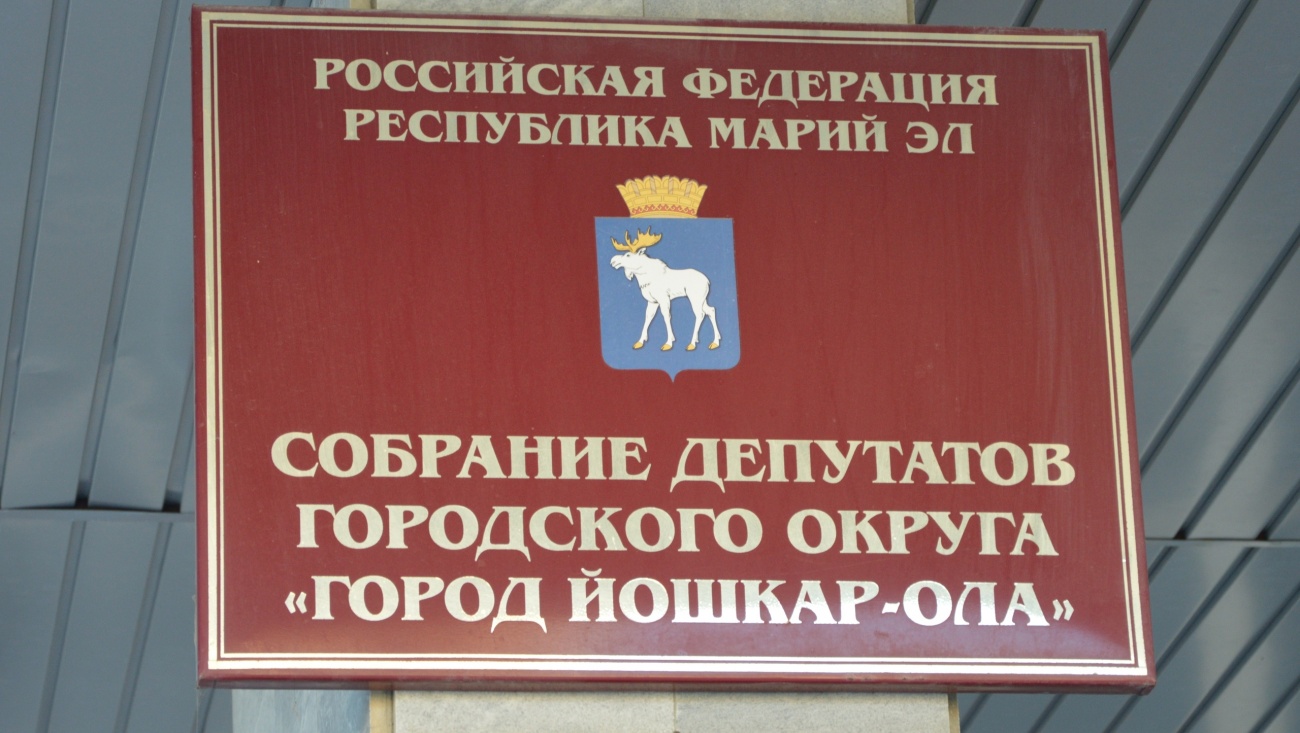 РОССИЙСКАЯ ФЕДЕРАЦИЯ
РЕСПУБЛИКА МАРИЙ ЭЛ
СОБРАНИЕ ДЕПУТАТОВ
ГОРОДСКОГО ОКРУГА
«ГОРОД ЙОШКАР-ОЛА»